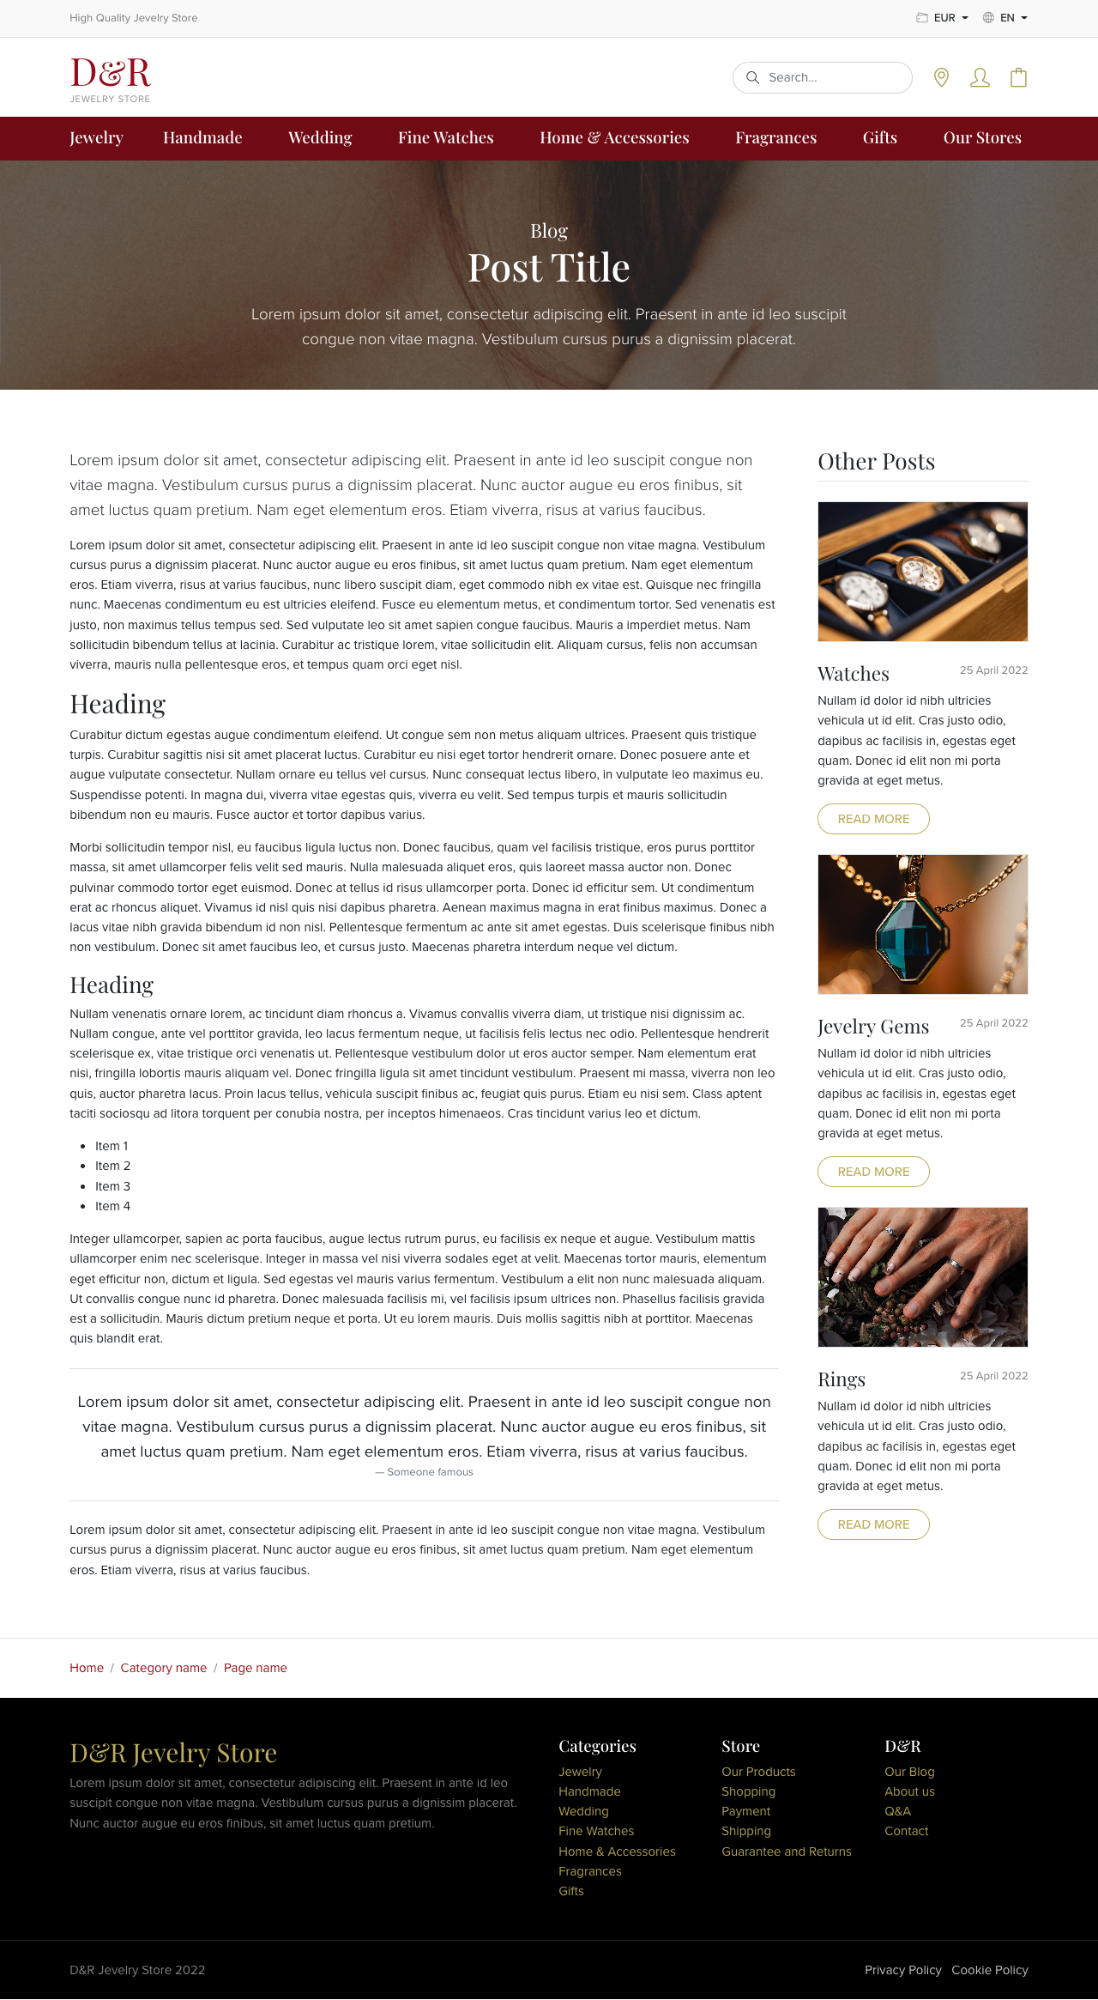 High Quality Jewelry Store
EUR
EN
D&R
JEWELRY STORE
Search...
Jewelry
Handmade
Wedding
Fine Watches
Home & Accessories
Fragrances
Gifts
Our Stores
Blog
Post Title
Lorem ipsum dolor sit amet, consectetur adipiscing elit. Praesent in ante id leo suscipit
congue non vitae magna. Vestibulum cursus purus a dignissim placerat.
Lorem ipsum dolor sit amet, consectetur adipiscing elit. Praesent in ante id leo suscipit congue non
vitae magna. Vestibulum cursus purus a dignissim placerat. Nunc auctor augue eu eros finibus, sit
amet luctus quam pretium. Nam eget elementum eros. Etiam viverra, risus at varius faucibus.
Lorem ipsum dolor sit amet, consectetur adipiscing elit. Praesent in ante id leo suscipit congue non vitae magna. Vestibulum
cursus purus a dignissim placerat. Nunc auctor augue eu eros finibus, sit amet luctus quam pretium. Nam eget elementum
eros. Etiam viverra, risus at varius faucibus, nunc libero suscipit diam, eget commodo nibh ex vitae est. Quisque nec fringilla
nunc. Maecenas condimentum eu est ultricies eleifend. Fusce eu elementum metus, et condimentum tortor. Sed venenatis est
justo, non maximus tellus tempus sed. Sed vulputate leo sit amet sapien congue faucibus. Mauris a imperdiet metus. Nam
sollicitudin bibendum tellus at lacinia. Curabitur ac tristique lorem, vitae sollicitudin elit. Aliquam cursus, felis non accumsan
viverra, mauris nulla pellentesque eros, et tempus quam orci eget nisl.
Heading
Curabitur dictum egestas augue condimentum eleifend. Ut congue sem non metus aliquam ultrices. Praesent quis tristique
turpis. Curabitur sagittis nisi sit amet placerat luctus. Curabitur eu nisi eget tortor hendrerit ornare. Donec posuere ante et
augue vulputate consectetur. Nullam ornare eu tellus vel cursus. Nunc consequat lectus libero, in vulputate leo maximus eu.
Suspendisse potenti. In magna dui, viverra vitae egestas quis, viverra eu velit. Sed tempus turpis et mauris sollicitudin
bibendum non eu mauris. Fusce auctor et tortor dapibus varius.
Morbi sollicitudin tempor nisl, eu faucibus ligula luctus non. Donec faucibus, quam vel facilisis tristique, eros purus porttitor
massa, sit amet ullamcorper felis velit sed mauris. Nulla malesuada aliquet eros, quis laoreet massa auctor non. Donec
pulvinar commodo tortor eget euismod. Donec at tellus id risus ullamcorper porta. Donec id efficitur sem. Ut condimentum
erat ac rhoncus aliquet. Vivamus id nisl quis nisi dapibus pharetra. Aenean maximus magna in erat finibus maximus. Donec a
lacus vitae nibh gravida bibendum id non nisl. Pellentesque fermentum ac ante sit amet egestas. Duis scelerisque finibus nibh
non vestibulum. Donec sit amet faucibus leo, et cursus justo. Maecenas pharetra interdum neque vel dictum.
Heading
Nullam venenatis ornare lorem, ac tincidunt diam rhoncus a. Vivamus convallis viverra diam, ut tristique nisi dignissim ac.
Nullam congue, ante vel porttitor gravida, leo lacus fermentum neque, ut facilisis felis lectus nec odio. Pellentesque hendrerit
scelerisque ex, vitae tristique orci venenatis ut. Pellentesque vestibulum dolor ut eros auctor semper. Nam elementum erat
nisi, fringilla lobortis mauris aliquam vel. Donec fringilla ligula sit amet tincidunt vestibulum. Praesent mi massa, viverra non leo
quis, auctor pharetra lacus. Proin lacus tellus, vehicula suscipit finibus ac, feugiat quis purus. Etiam eu nisi sem. Class aptent
taciti sociosqu ad litora torquent per conubia nostra, per inceptos himenaeos. Cras tincidunt varius leo et dictum.
• Item 1
• Item 2
• Item 3
• Item 4
Integer ullamcorper, sapien ac porta faucibus, augue lectus rutrum purus, eu facilisis ex neque et augue. Vestibulum mattis
ullamcorper enim nec scelerisque. Integer in massa vel nisi viverra sodales eget at velit. Maecenas tortor mauris, elementum
eget efficitur non, dictum et ligula. Sed egestas vel mauris varius fermentum. Vestibulum a elit non nunc malesuada aliquam.
Ut convallis congue nunc id pharetra. Donec malesuada facilisis mi, vel facilisis ipsum ultrices non. Phasellus facilisis gravida
est a sollicitudin. Mauris dictum pretium neque et porta. Ut eu lorem mauris. Duis mollis sagittis nibh at porttitor. Maecenas
quis blandit erat.
Lorem ipsum dolor sit amet, consectetur adipiscing elit. Praesent in ante id leo suscipit congue non
vitae magna. Vestibulum cursus purus a dignissim placerat. Nunc auctor augue eu eros finibus, sit
amet luctus quam pretium. Nam eget elementum eros. Etiam viverra, risus at varius faucibus.
— Someone famous
Lorem ipsum dolor sit amet, consectetur adipiscing elit. Praesent in ante id leo suscipit congue non vitae magna. Vestibulum
cursus purus a dignissim placerat. Nunc auctor augue eu eros finibus, sit amet luctus quam pretium. Nam eget elementum
eros. Etiam viverra, risus at varius faucibus.
Other Posts
Watches
25 April 2022
Nullam id dolor id nibh ultricies
vehicula ut id elit. Cras justo odio,
dapibus ac facilisis in, egestas eget
quam. Donec id elit non mi porta
gravida at eget metus.
READ MORE
Jevelry Gems
25 April 2022
Nullam id dolor id nibh ultricies
vehicula ut id elit. Cras justo odio,
dapibus ac facilisis in, egestas eget
quam. Donec id elit non mi porta
gravida at eget metus.
READ MORE
Rings
25 April 2022
Nullam id dolor id nibh ultricies
vehicula ut id elit. Cras justo odio,
dapibus ac facilisis in, egestas eget
quam. Donec id elit non mi porta
gravida at eget metus.
READ MORE
Home / Category name / Page name
D&R Jevelry Store
Lorem ipsum dolor sit amet, consectetur adipiscing elit. Praesent in ante id leo
suscipit congue non vitae magna. Vestibulum cursus purus a dignissim placerat.
Nunc auctor augue eu eros finibus, sit amet luctus quam pretium.
Categories
Jewelry
Handmade
Wedding
Fine Watches
Home & Accessories
Fragrances
Gifts
Store
Our Products
Shopping
Payment
Shipping
Guarantee and Returns
D&R
Our Blog
About us
Q&A
Contact
D&R Jewelry Store 2022
Privacy Policy
Cookie Policy